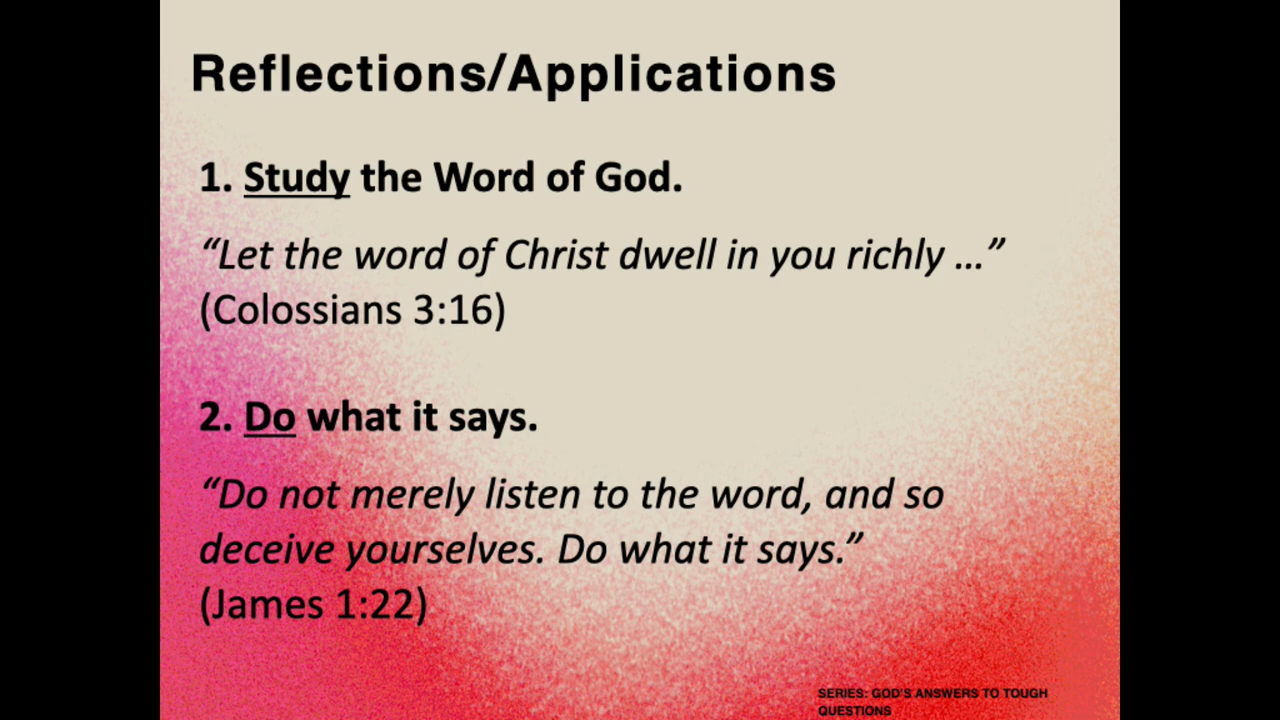 Reflections/Applications
1. Study the Word of God.
“Let the word of Christ dwell in you richly …”
(Colossians 3:16)
2. Do what it says.
“Do not merely listen to the word, and so
deceive yourselves. Do what it says.”
(James 1:22)
SERIES: GOD'S ANSWERS TO TOUGH
QUESTIONS